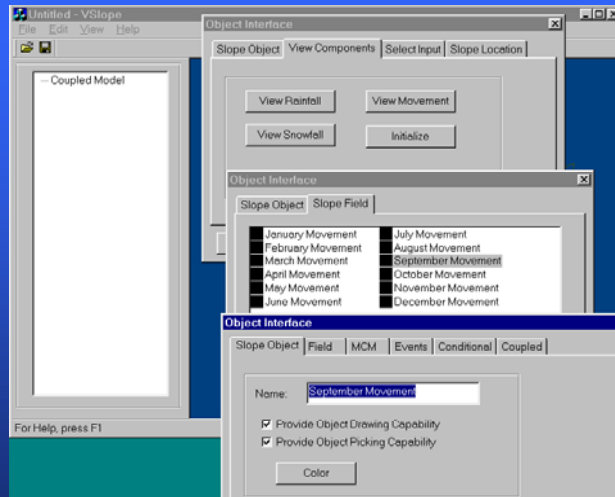 Untitled - VSlope
File Edit View Help
Coupled Model
For Help, press F1
Object Interface
Slope Object View Components Select Input Slope Location
View Rainfall View Movement
View Snowfall Initialize
Object Interface
Slope Object Slope Field
January Movement July Movement
February Movement August Movement
March Movement September Movement
April Movement October Movement
May Movement November Movement
June Movement December Movement
Object Interface
Slope Object Field MCM Events Conditional Coupled
Name: September Movement
Provide Object Drawing Capability
Provide Object Picking Capability
Color